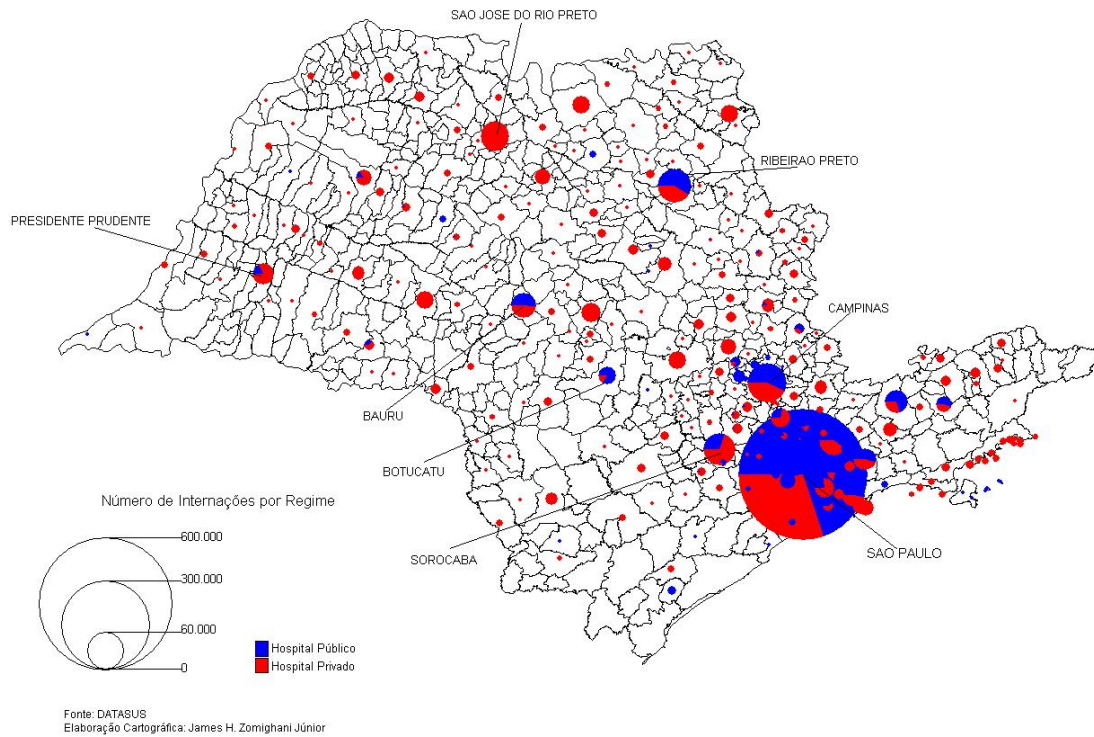 SAO JOSE DO RIO PRETO
RIBEIRAO PRETO
PRESIDENTE PRUDENTE
CAMPINAS
BAURU
BOTUCATU
SOROCABA
SAO PAULO
Número de Internações por Regime
600.000
300.000
60.000
0
Hospital Público
Hospital Privado
Fonte: DATASUS
Elaboração Cartográfica: James H. Zomighani Júnior